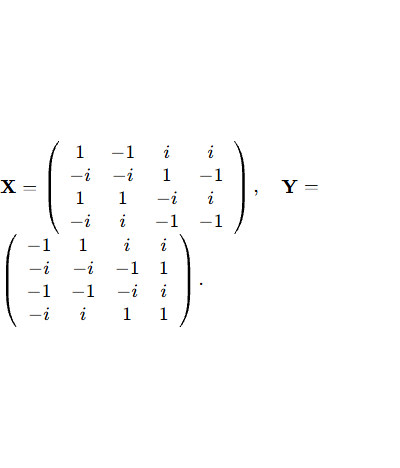 X = ( 1 −1 i i
−i −i 1 −1
1 1 −i i
−i i −1 −1 ) , Y =
( −1 1 i i
−i −i −1 1
−1 −1 −i i
−i i 1 1 ) .